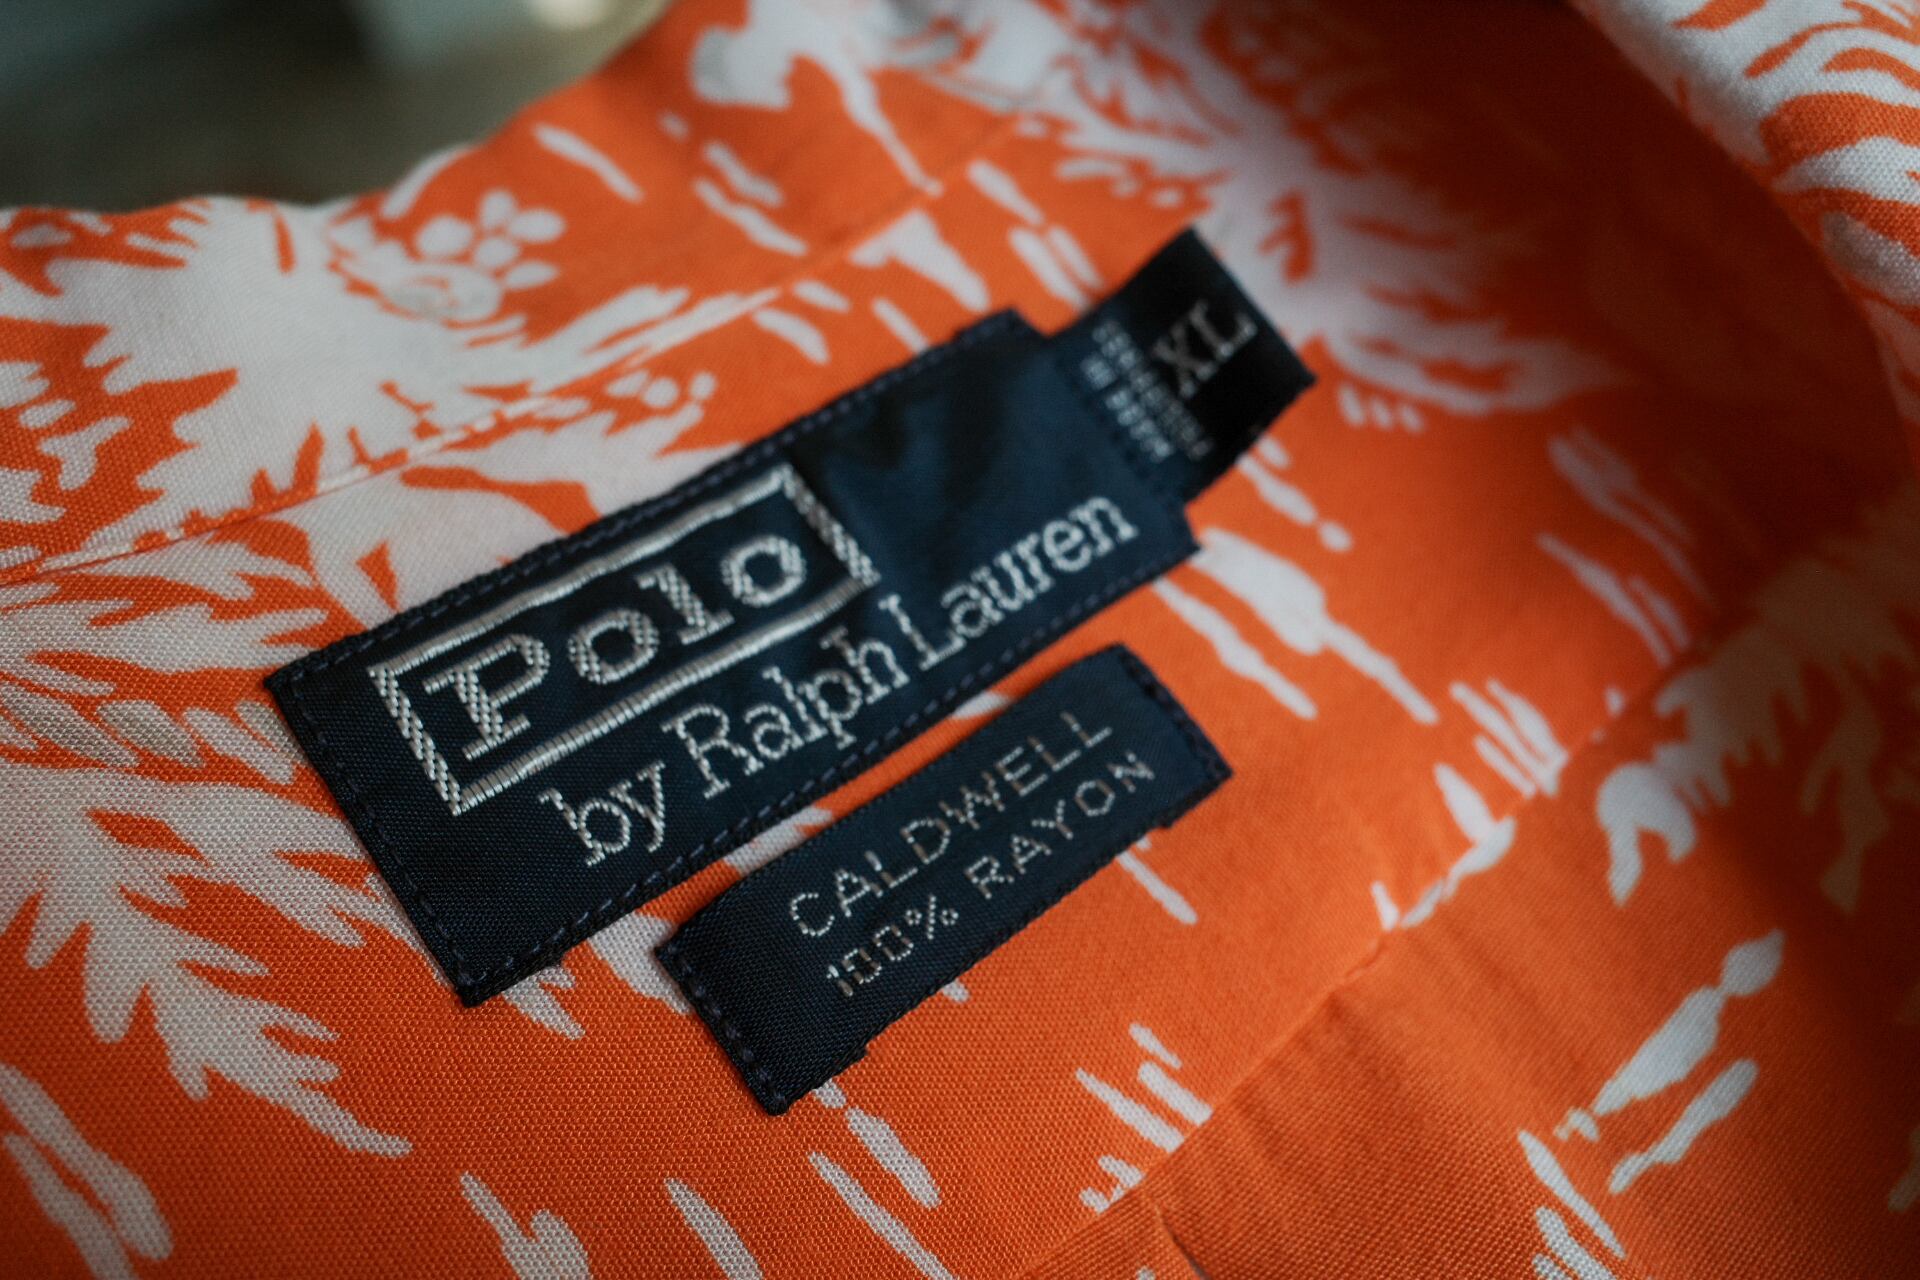 Polo
by Ralph Lauren
XL
CALDWELL
100% RAYON